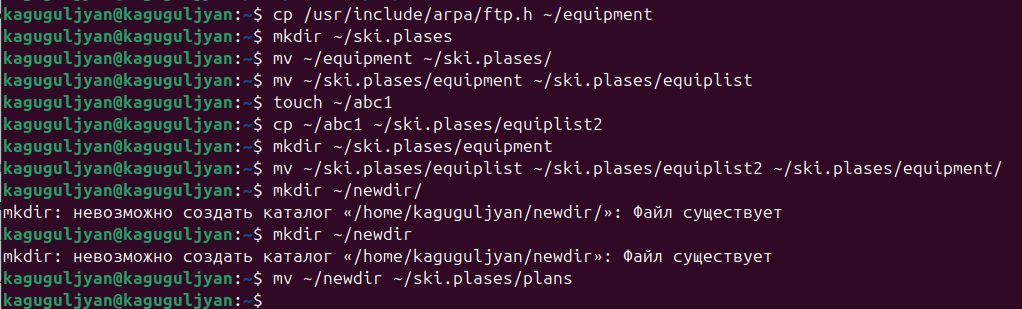 kaguguljyan@kaguguljyan:~$ cp /usr/include/arpa/ftp.h ~/equipment
kaguguljyan@kaguguljyan:~$ mkdir ~/ski.plases
kaguguljyan@kaguguljyan:~$ mv ~/equipment ~/ski.plases/
kaguguljyan@kaguguljyan:~$ mv ~/ski.plases/equipment ~/ski.plases/equiplist
kaguguljyan@kaguguljyan:~$ touch ~/abc1
kaguguljyan@kaguguljyan:~$ cp ~/abc1 ~/ski.plases/equiplist2
kaguguljyan@kaguguljyan:~$ mkdir ~/ski.plases/equipment
kaguguljyan@kaguguljyan:~$ mv ~/ski.plases/equiplist ~/ski.plases/equiplist2 ~/ski.plases/equipment/
kaguguljyan@kaguguljyan:~$ mkdir ~/newdir/
mkdir: невозможно создать каталог «/home/kaguguljyan/newdir/»: Файл существует
kaguguljyan@kaguguljyan:~$ mkdir ~/newdir
mkdir: невозможно создать каталог «/home/kaguguljyan/newdir»: Файл существует
kaguguljyan@kaguguljyan:~$ mv ~/newdir ~/ski.plases/plans
kaguguljyan@kaguguljyan:~$